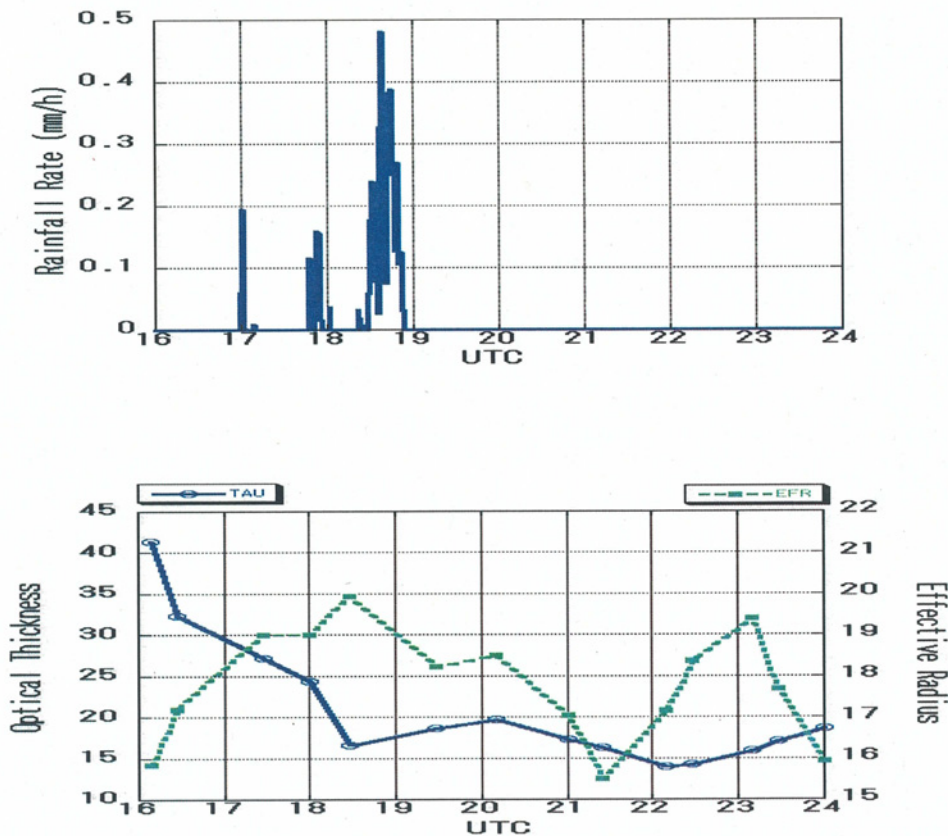 0.5
0.4
0.3
0.2
0.1
0
Rainfall Rate (mm/h)
16 17 18 19 20 21 22 23 24
UTC
TAU
EFR
45
40
35
30
25
20
15
10
Optical Thickness
22
21
20
19
18
17
16
15
Effective Radius
16 17 18 19 20 21 22 23 24
UTC